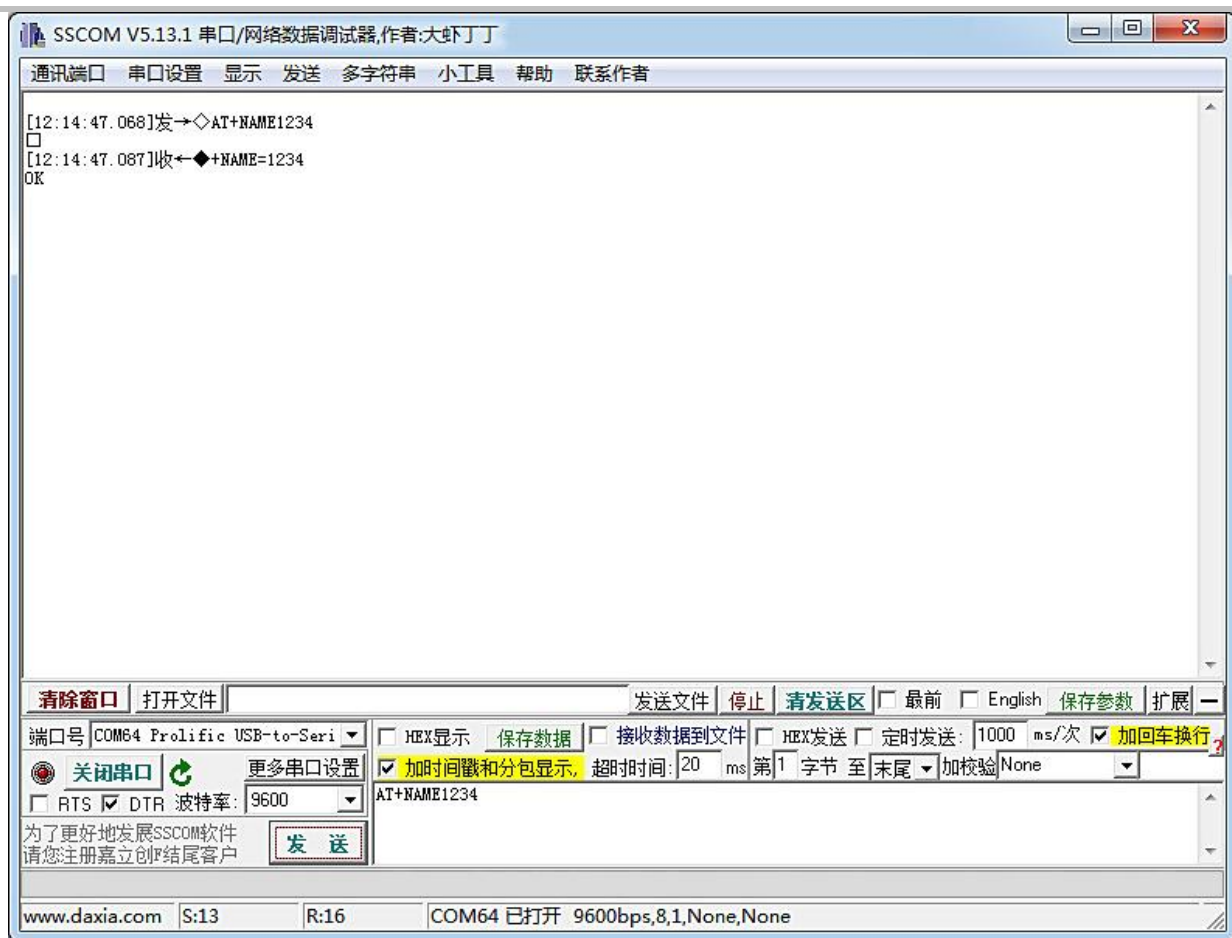 SSCOM V5.13.1 串口/网络数据调试器,作者:大虾丁丁
通讯端口 串口设置 显示 发送 多字符串 小工具 帮助 联系作者
[12:14:47.068]发→◇AT+NAME1234
□
[12:14:47.087]收←◆+NAME=1234
OK
清除窗口 打开文件 发送文件 停止 清发送区 最前 English 保存参数 扩展 —
端口号 COM64 Prolific USB-to-Seri HEX显示 保存数据 接收数据到文件 HEX发送 定时发送: 1000 ms/次 加回车换行 ?
关闭串口 更多串口设置 加时间戳和分包显示, 超时时间: 20 ms 第 1 字节 至 末尾 加校验 None
RTS DTR 波特率: 9600 AT+NAME1234
为了更好地发展SSCOM软件
请您注册嘉立创F结尾客户 发 送
www.daxia.com S:13 R:16 COM64 已打开 9600bps,8,1,None,None